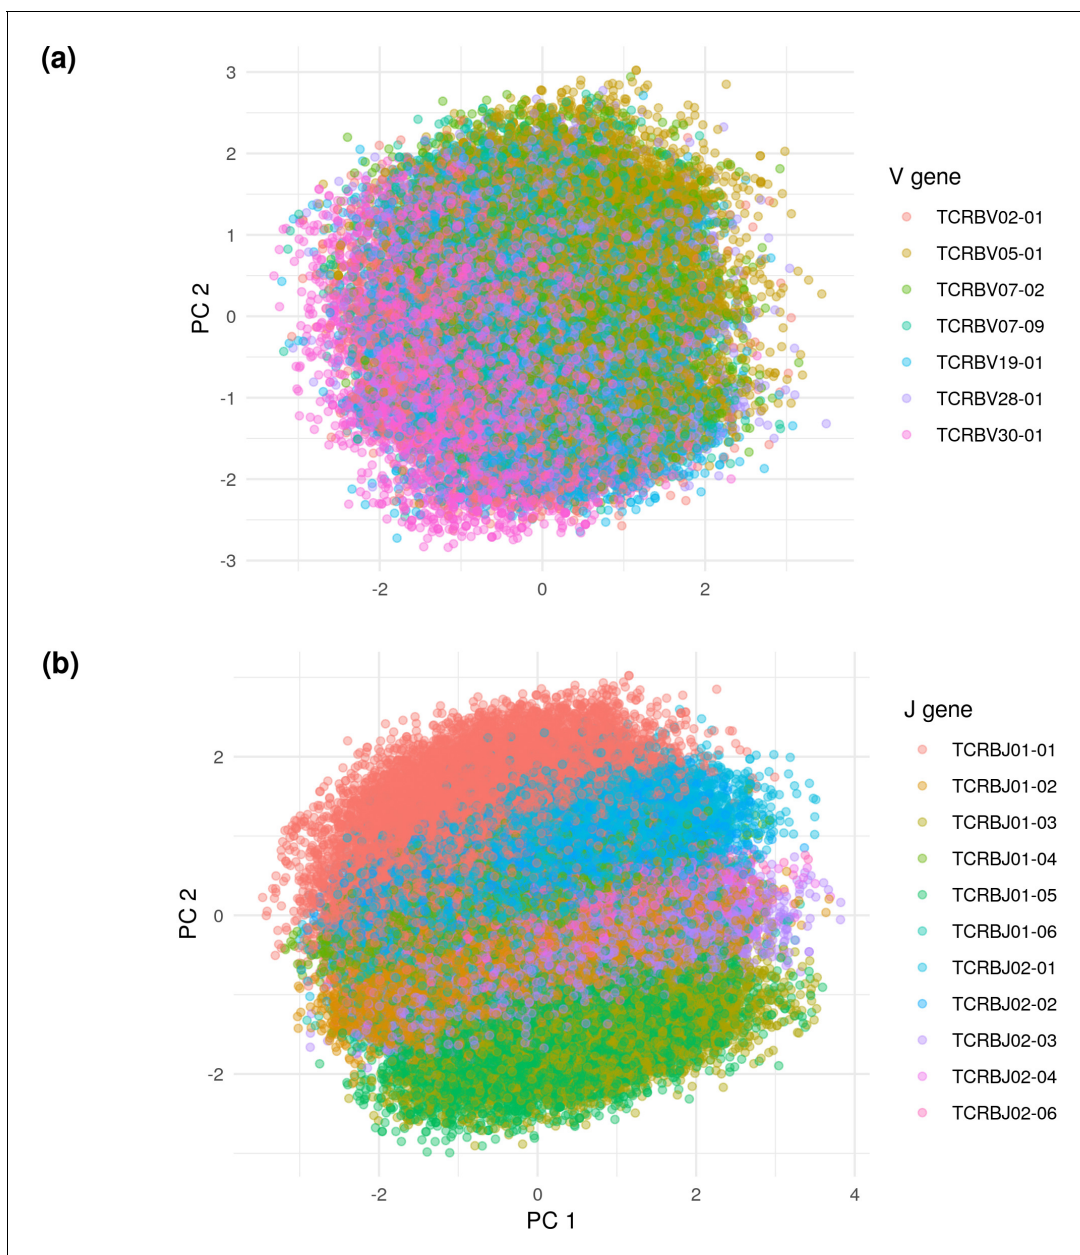 (a)
3
2
1
0
-1
-2
-3
PC 2
-2 0 2
V gene
TCRBV02-01
TCRBV05-01
TCRBV07-02
TCRBV07-09
TCRBV19-01
TCRBV28-01
TCRBV30-01
(b)
2
0
-2
PC 2
-2 0 2 4
PC 1
J gene
TCRBJ01-01
TCRBJ01-02
TCRBJ01-03
TCRBJ01-04
TCRBJ01-05
TCRBJ01-06
TCRBJ02-01
TCRBJ02-02
TCRBJ02-03
TCRBJ02-04
TCRBJ02-06